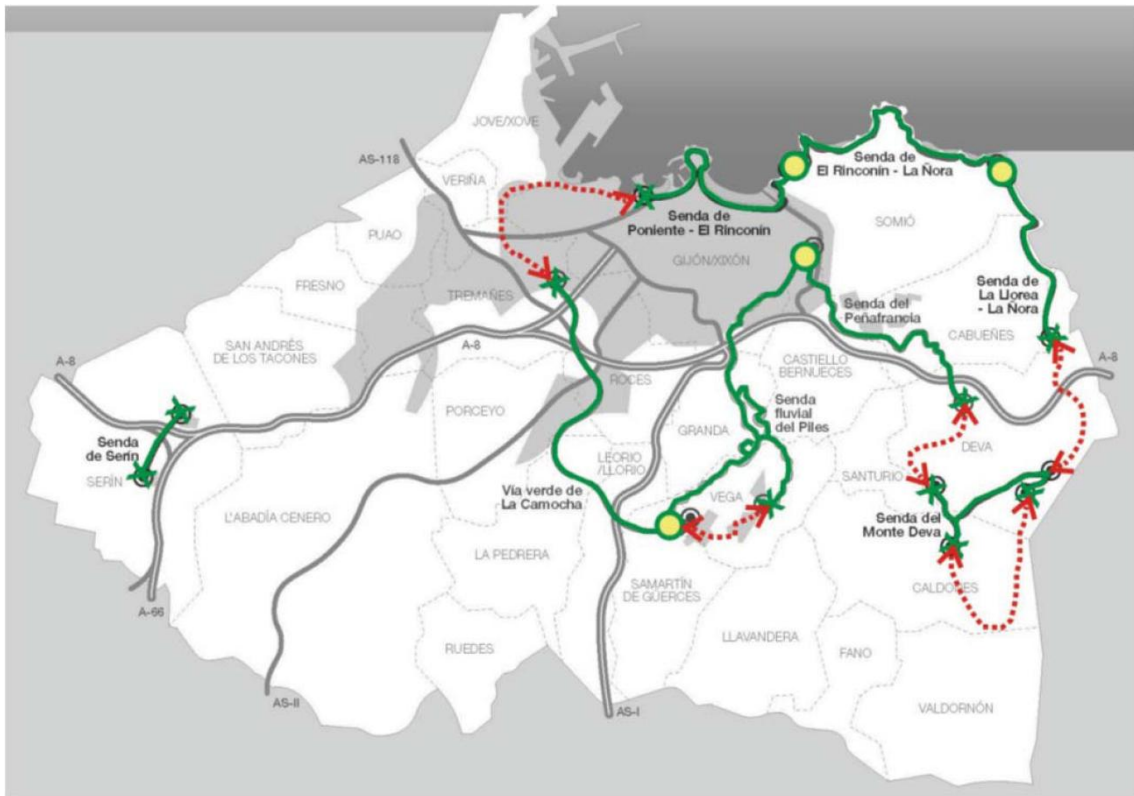 JOVE/XOVE
AS-118
VERIÑA
Senda de
El Rinconín - La Ñora
PUAO
Senda de
Poniente - El Rinconín
SOMIÓ
GIJÓN/XIXÓN
FRESNO
TREMAÑES
Senda de
La Llorea
- La Ñora
Senda del
Peñafrancia
SAN ANDRÉS
DE LOS TACONES
A-8
CABUEÑES
A-8
A-8
CASTIELLO
BERNUECES
ROCES
PORCEYO
Senda
fluvial
del Piles
GRANDA
Senda
de Serín
SERÍN
LEORIO
/LLORIO
DEVA
SANTURIO
Vía verde de
La Camocha
VEGA
L'ABADÍA CENERO
Senda del
Monte Deva
LA PEDRERA
SAMARTÍN
DE GÜERCES
CALDONES
A-66
LLAVANDERA
RUEDES
FANO
AS-II
AS-I
VALDORNÓN